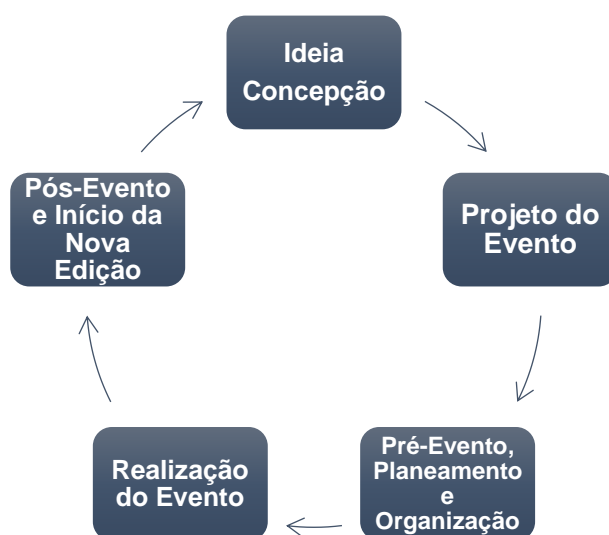 Ideia
Concepção
Projeto do
Evento
Pré-Evento,
Planeamento
e
Organização
Realização
do Evento
Pós-Evento
e Início da
Nova
Edição